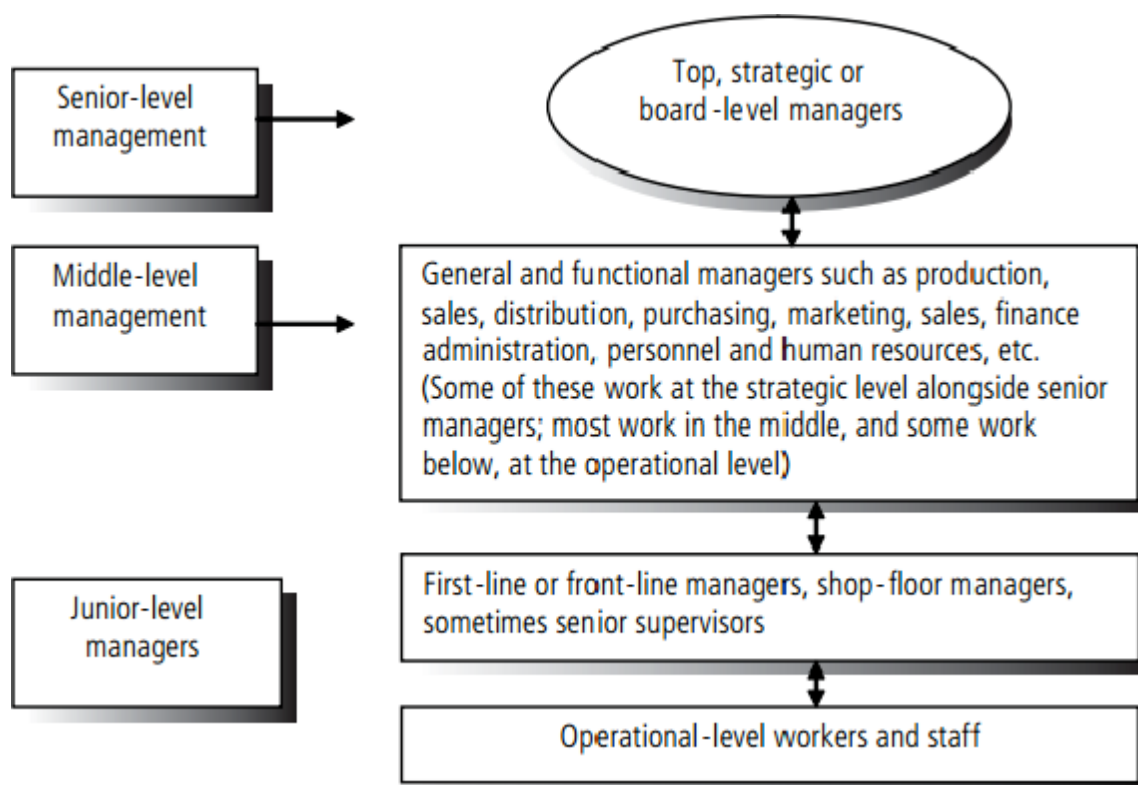 Senior-level
management
Top, strategic or
board-level managers
Middle-level
management
General and functional managers such as production,
sales, distribution, purchasing, marketing, sales, finance
administration, personnel and human resources, etc.
(Some of these work at the strategic level alongside senior
managers; most work in the middle, and some work
below, at the operational level)
Junior-level
managers
First-line or front-line managers, shop-floor managers,
sometimes senior supervisors
Operational-level workers and staff